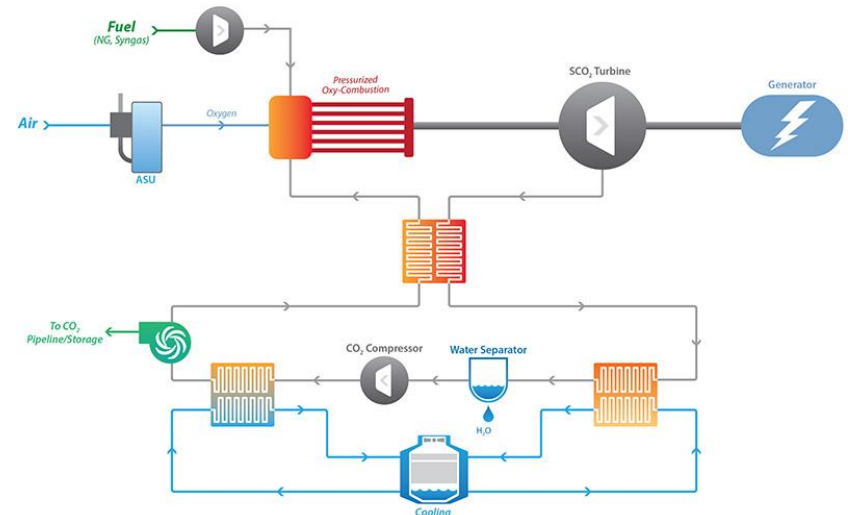 Fuel
(NG, Syngas)
Pressurized
Oxy-Combustion
SCO₂ Turbine
Generator
Air
Oxygen
ASU
To CO₂
Pipeline/Storage
CO₂ Compressor
Water Separator
H₂O
Cooling